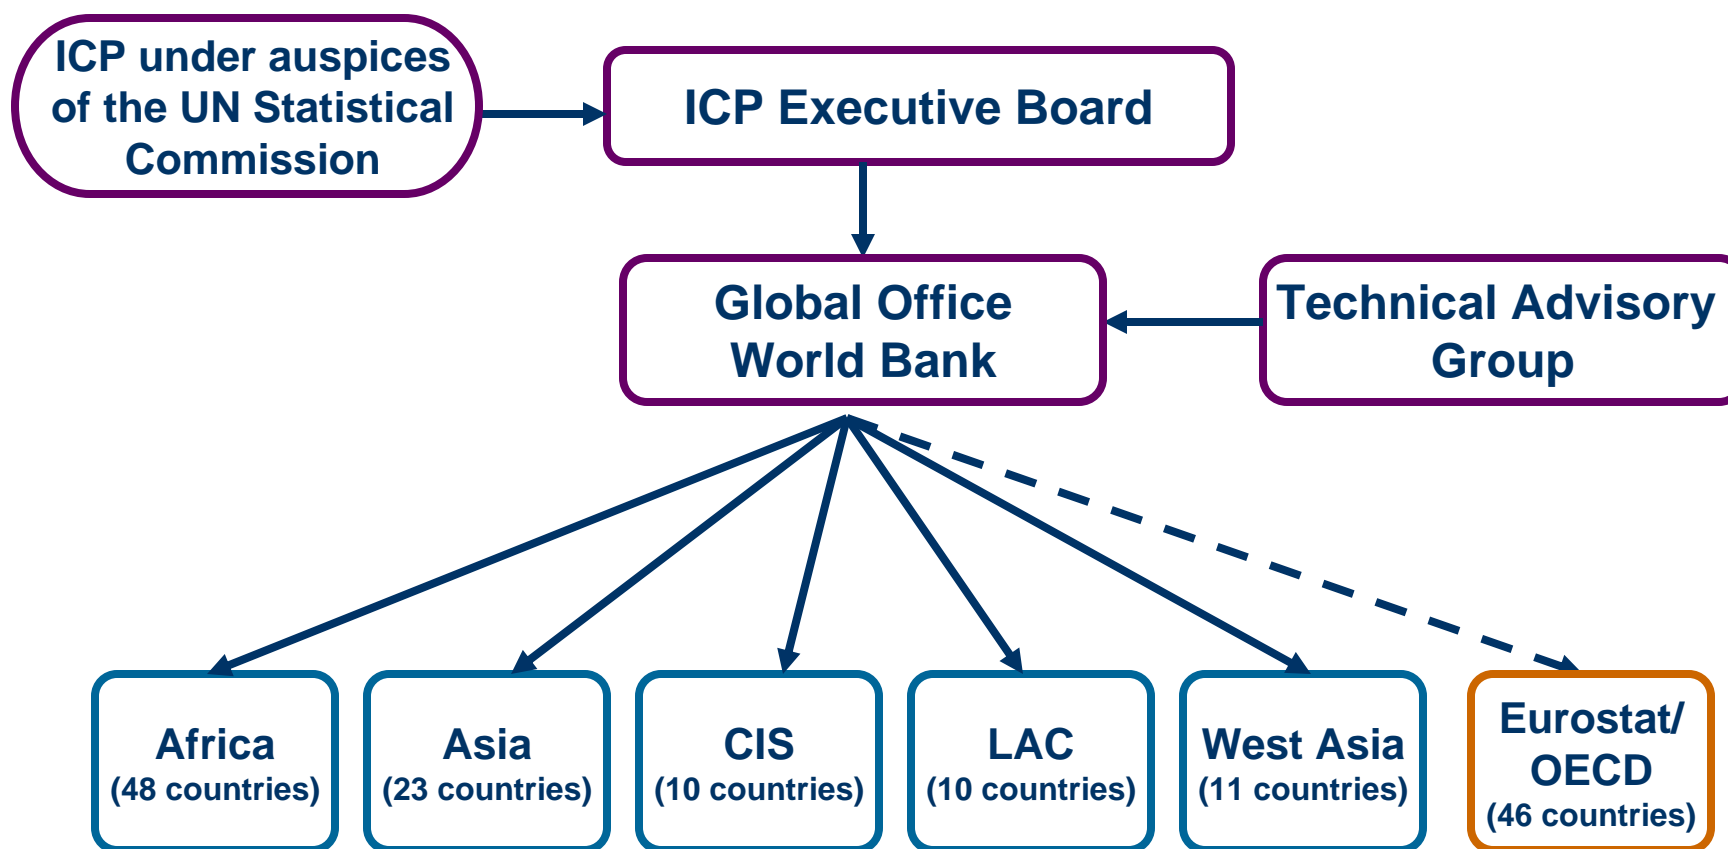 ICP under auspices
of the UN Statistical
Commission
ICP Executive Board
Global Office
World Bank
Technical Advisory
Group
Africa
(48 countries)
Asia
(23 countries)
CIS
(10 countries)
LAC
(10 countries)
West Asia
(11 countries)
Eurostat/
OECD
(46 countries)